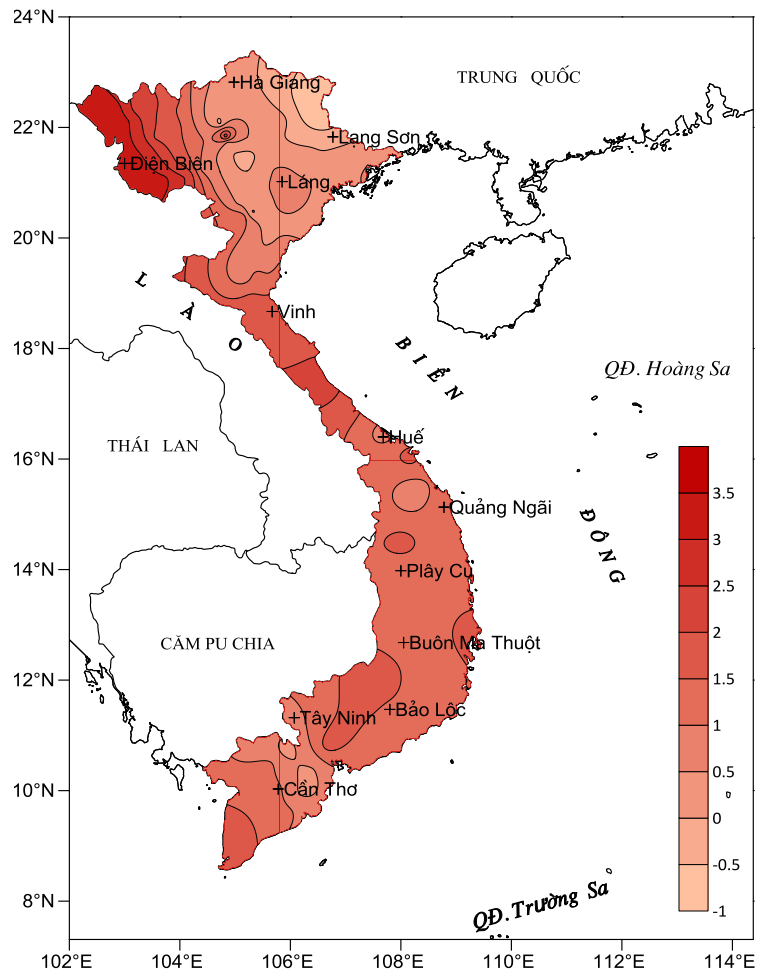 24°N
22°N
20°N
18°N
16°N
14°N
12°N
10°N
8°N
102°E
104°E
106°E
108°E
110°E
112°E
114°E
TRUNG QUỐC
Hà Giang
Lạng Sơn
Điện Biên
Láng
LÀO
Vinh
BIỂN
QĐ. Hoàng Sa
THÁI LAN
Huế
Quảng Ngãi
ĐÔNG
Plây Cu
CĂM PU CHIA
Buôn Ma Thuột
Bảo Lộc
Tây Ninh
Cần Thơ
QĐ. Trường Sa
3.5
3
2.5
2
1.5
1
0.5
0
-0.5
-1